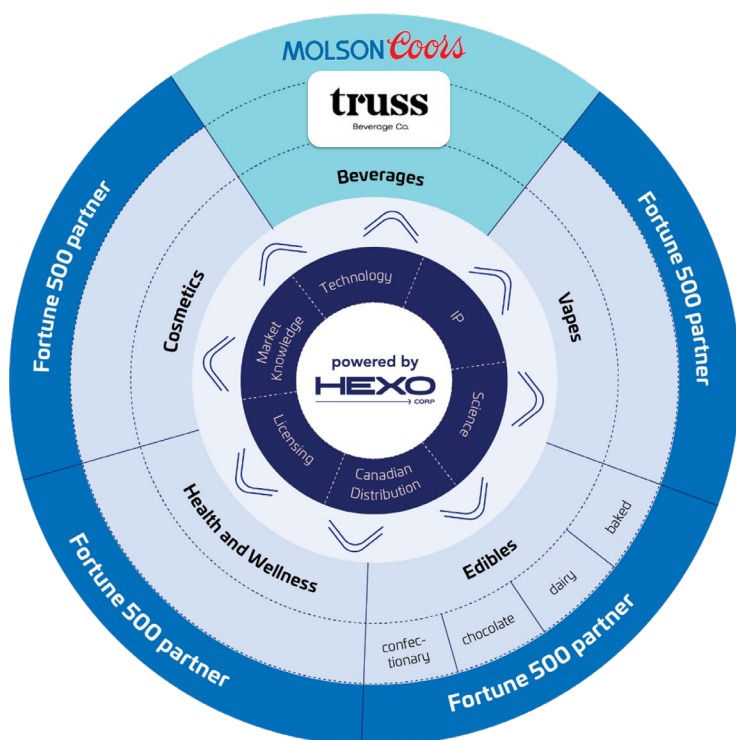 MOLSON Coors
truss
Beverage Co.
Beverages
Fortune 500 partner
Vapes
Fortune 500 partner
Edibles
baked
dairy
chocolate
confec-
tionary
Fortune 500 partner
Health and Wellness
Fortune 500 partner
Cosmetics
Technology
IP
Science
Canadian
Distribution
Licensing
Market
Knowledge
powered by
HEXO
CORP